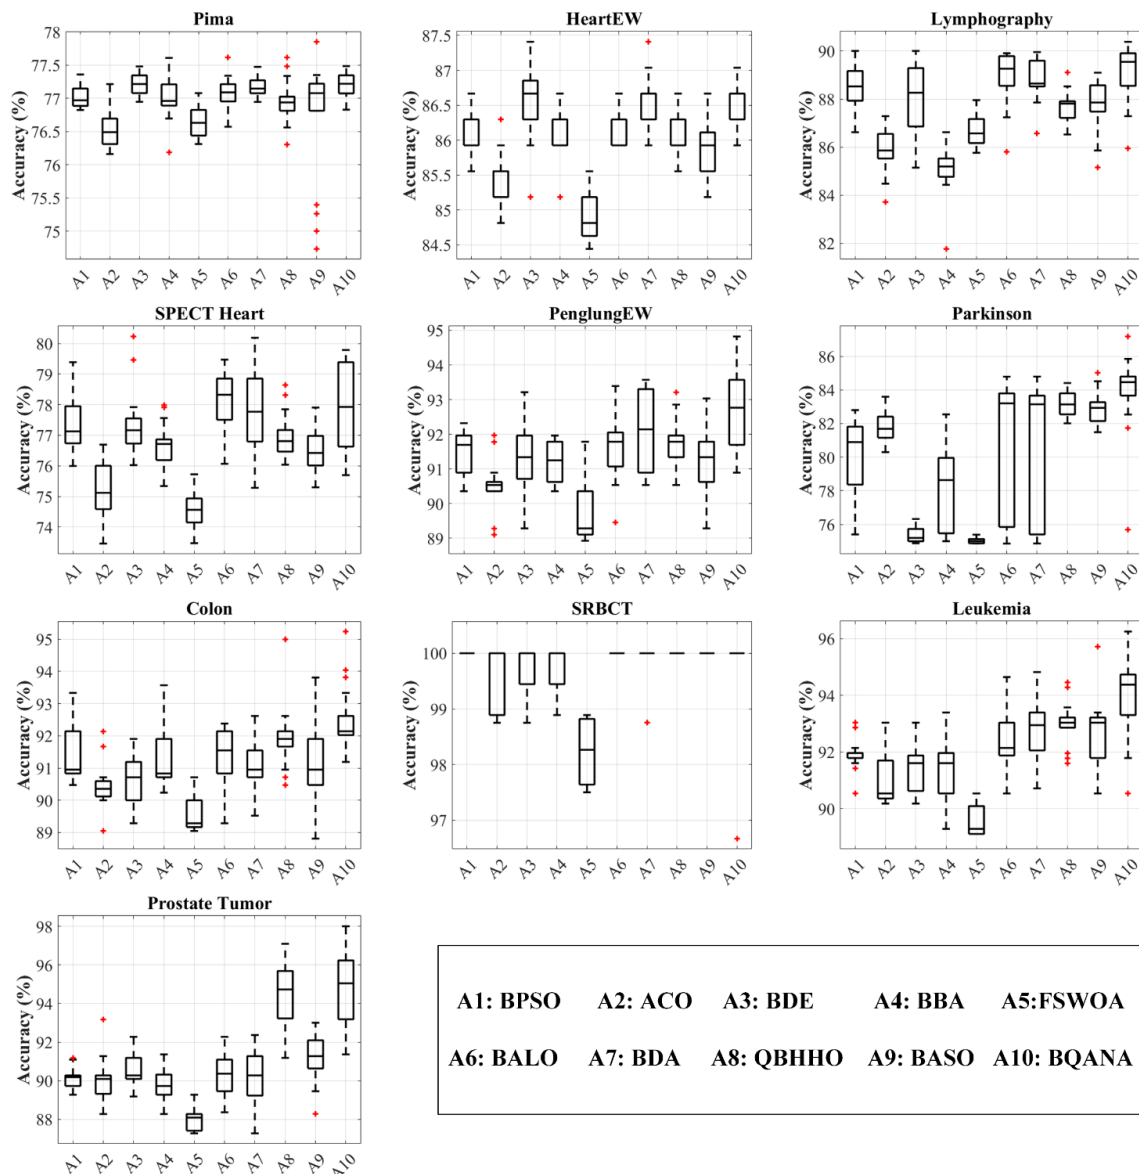 Pima
Accuracy (%)
78
77.5
77
76.5
76
75.5
75
A1 A2 A3 A4 A5 A6 A7 A8 A9 A10
HeartEW
Accuracy (%)
87.5
87
86.5
86
85.5
85
84.5
A1 A2 A3 A4 A5 A6 A7 A8 A9 A10
Lymphography
Accuracy (%)
90
88
86
84
82
A1 A2 A3 A4 A5 A6 A7 A8 A9 A10
SPECT Heart
Accuracy (%)
80
79
78
77
76
75
74
A1 A2 A3 A4 A5 A6 A7 A8 A9 A10
PenglungEW
Accuracy (%)
95
94
93
92
91
90
89
A1 A2 A3 A4 A5 A6 A7 A8 A9 A10
Parkinson
Accuracy (%)
86
84
82
80
78
76
A1 A2 A3 A4 A5 A6 A7 A8 A9 A10
Colon
Accuracy (%)
95
94
93
92
91
90
89
A1 A2 A3 A4 A5 A6 A7 A8 A9 A10
SRBCT
Accuracy (%)
100
99
98
97
A1 A2 A3 A4 A5 A6 A7 A8 A9 A10
Leukemia
Accuracy (%)
96
94
92
90
A1 A2 A3 A4 A5 A6 A7 A8 A9 A10
Prostate Tumor
Accuracy (%)
98
96
94
92
90
88
A1 A2 A3 A4 A5 A6 A7 A8 A9 A10
A1: BPSO A2: ACO A3: BDE A4: BBA A5:FSWOA
A6: BALO A7: BDA A8: QBHHO A9: BASO A10: BQANA